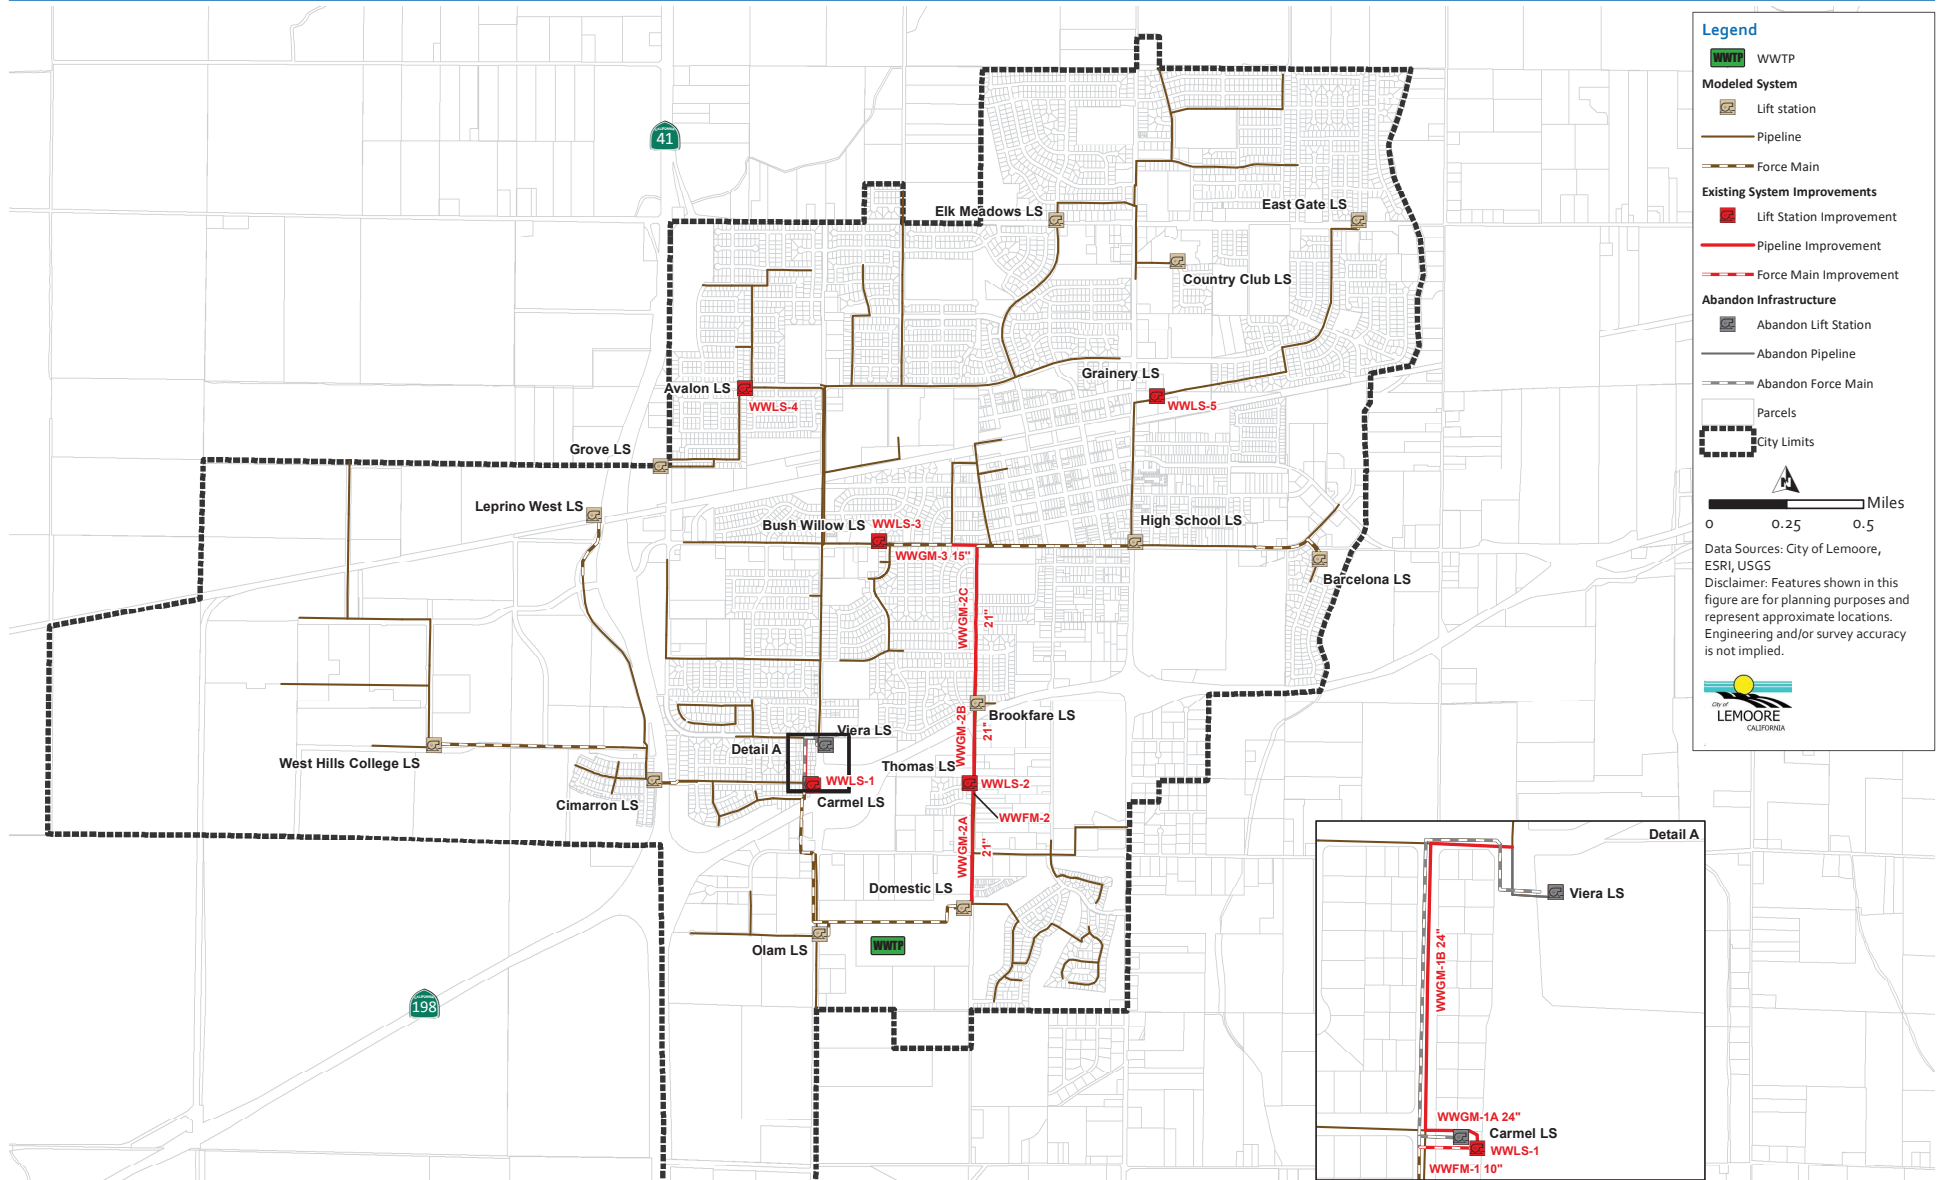 Legend
WWTP
WWTP
Modeled System
Lift station
Pipeline
Force Main
Existing System Improvements
Lift Station Improvement
Pipeline Improvement
Force Main Improvement
Abandon Infrastructure
Abandon Lift Station
Abandon Pipeline
Abandon Force Main
Parcels
City Limits
N
Miles
0
0.25
0.5
Data Sources: City of Lemoore,
ESRI, USGS
Disclaimer: Features shown in this
figure are for planning purposes and
represent approximate locations.
Engineering and/or survey accuracy
is not implied.
City of
LEMOORE
CALIFORNIA
CALIFORNIA
41
Elk Meadows LS
East Gate LS
Country Club LS
Grainery LS
WWLS-5
Avalon LS
WWLS-4
Grove LS
Leprino West LS
Bush Willow LS
WWLS-3
WWGM-3 15"
High School LS
Barcelona LS
WWGM-2C
21"
Brookfare LS
WWGM-2B
21"
Viera LS
Detail A
West Hills College LS
Cimarron LS
WWLS-1
Carmel LS
Thomas LS
WWLS-2
WWFM-2
WWGM-2A
21"
Domestic LS
Olam LS
WWTP
CALIFORNIA
198
Detail A
Viera LS
WWGM-1B 24"
WWGM-1A 24"
Carmel LS
WWLS-1
WWFM-1 10"